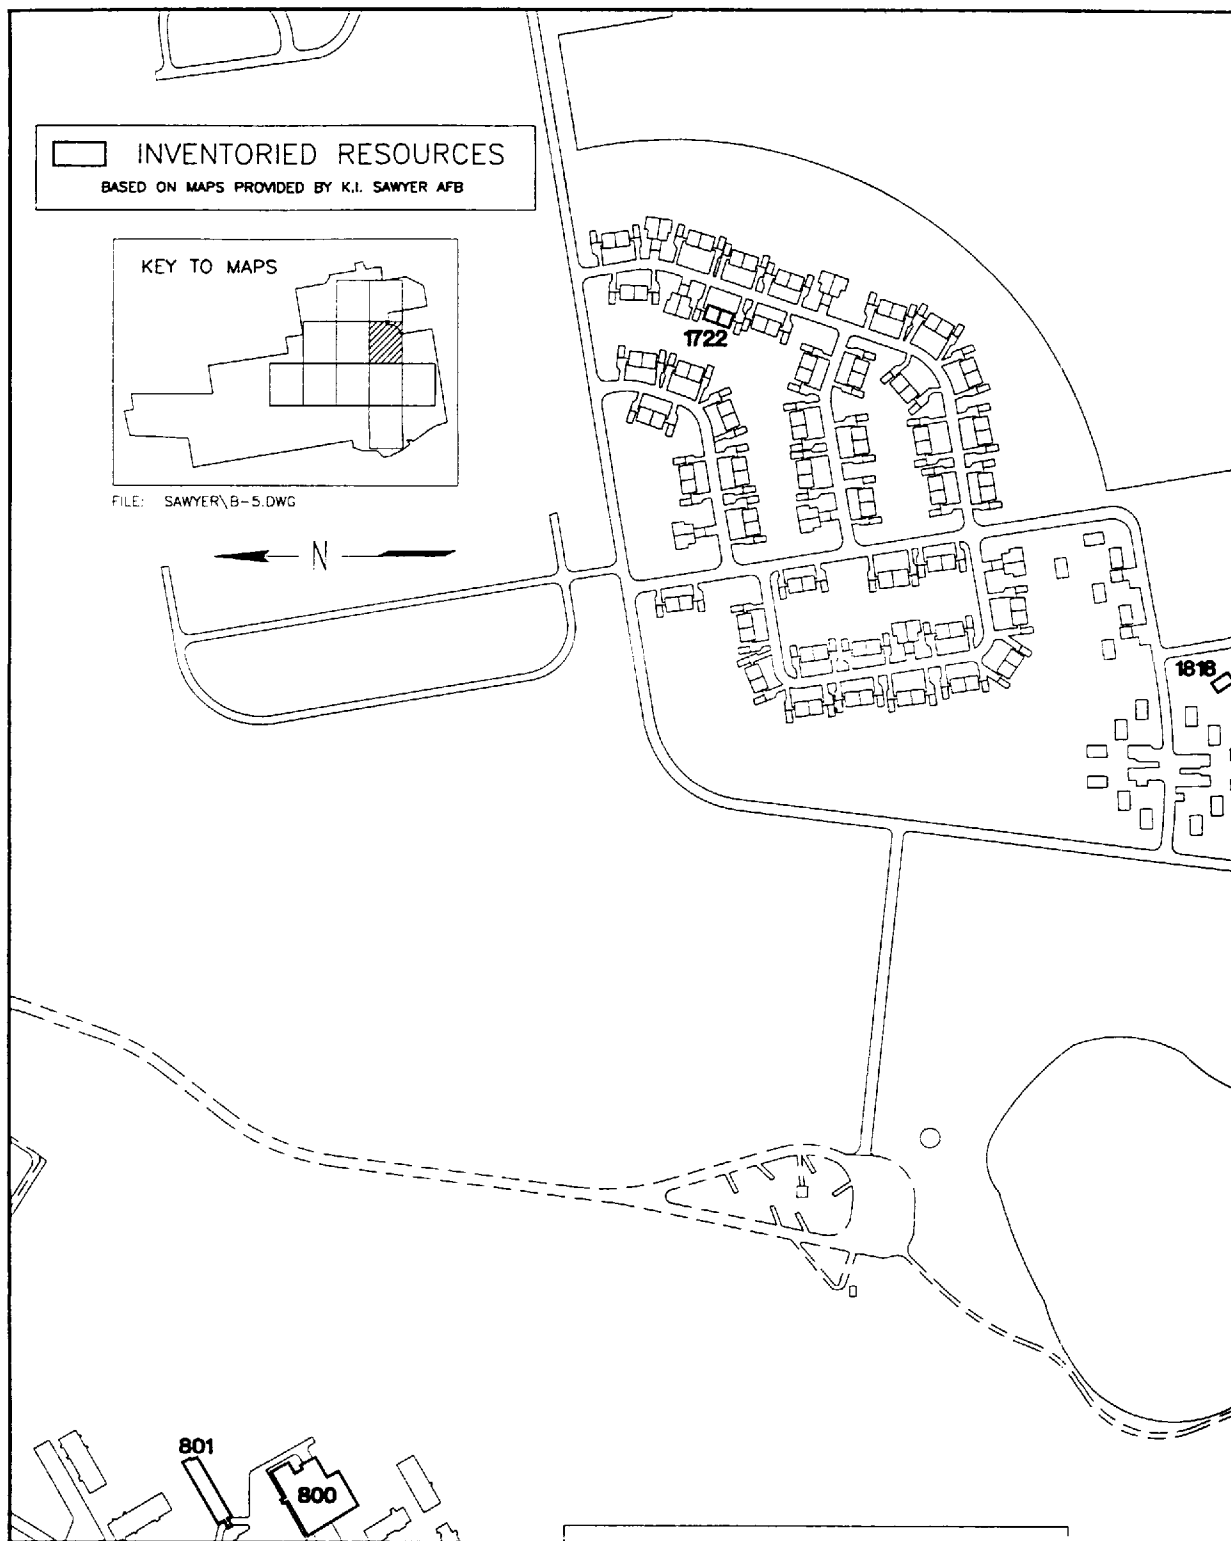 INVENTORIED RESOURCES
BASED ON MAPS PROVIDED BY K.I. SAWYER AFB
KEY TO MAPS
FILE: SAWYER\B-5.DWG
N
1722
1818
801
800